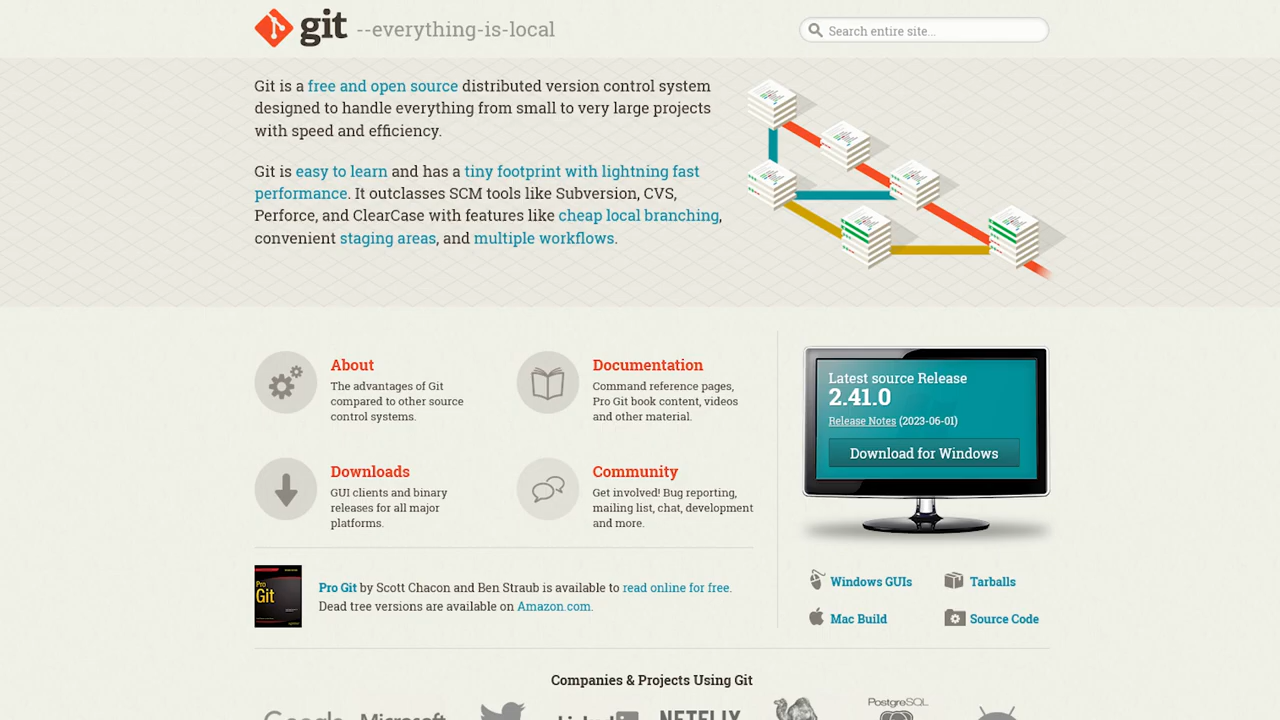 git --everything-is-local
Search entire site...
Git is a free and open source distributed version control system
designed to handle everything from small to very large projects
with speed and efficiency.
Git is easy to learn and has a tiny footprint with lightning fast
performance. It outclasses SCM tools like Subversion, CVS,
Perforce, and ClearCase with features like cheap local branching,
convenient staging areas, and multiple workflows.
About
The advantages of Git
compared to other source
control systems.
Documentation
Command reference pages,
Pro Git book content, videos
and other material.
Downloads
GUI clients and binary
releases for all major
platforms.
Community
Get involved! Bug reporting,
mailing list, chat, development
and more.
Pro
Git
Pro Git by Scott Chacon and Ben Straub is available to read online for free.
Dead tree versions are available on Amazon.com.
Latest source Release
2.41.0
Release Notes (2023-06-01)
Download for Windows
Windows GUIs
Tarballs
Mac Build
Source Code
Companies & Projects Using Git
Google Microsoft LinkedIn NETFLIX PostgreSQL